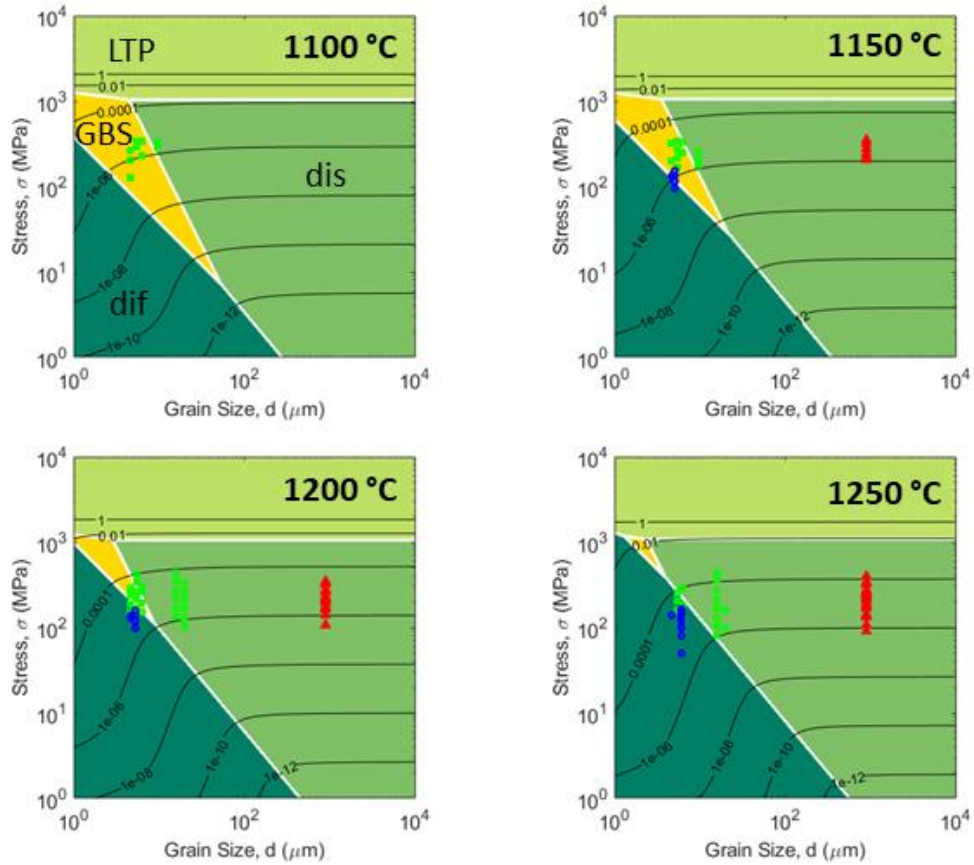 10⁴
LTP
1100 °C
1
0.01
10³
0.0001
GBS
Stress, σ (MPa)
10²
1e-06
dis
1e-08
10¹
dif
1e-10
1e-12
10⁰
10⁰
10²
10⁴
Grain Size, d (μm)
10⁴
1150 °C
1
0.01
10³
0.0001
Stress, σ (MPa)
10²
1e-06
10¹
1e-08
1e-10
1e-12
10⁰
10⁰
10²
10⁴
Grain Size, d (μm)
10⁴
1200 °C
1
0.01
10³
Stress, σ (MPa)
0.0001
10²
10¹
1e-06
1e-08
1e-10
1e-12
10⁰
10⁰
10²
10⁴
Grain Size, d (μm)
10⁴
1250 °C
1
0.01
10³
Stress, σ (MPa)
10²
0.0001
10¹
1e-06
1e-08
1e-10
1e-12
10⁰
10⁰
10²
10⁴
Grain Size, d (μm)